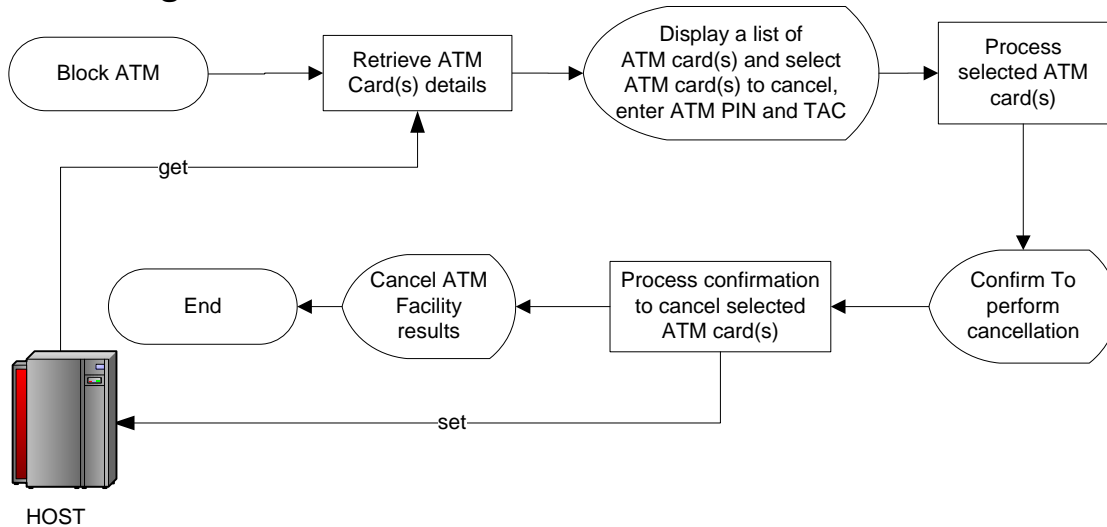 Block ATM
Retrieve ATM
Card(s) details
Display a list of
ATM card(s) and select
ATM card(s) to cancel,
enter ATM PIN and TAC
Process
selected ATM
card(s)
get
End
Cancel ATM
Facility
results
Process confirmation
to cancel selected
ATM card(s)
Confirm To
perform
cancellation
set
HOST